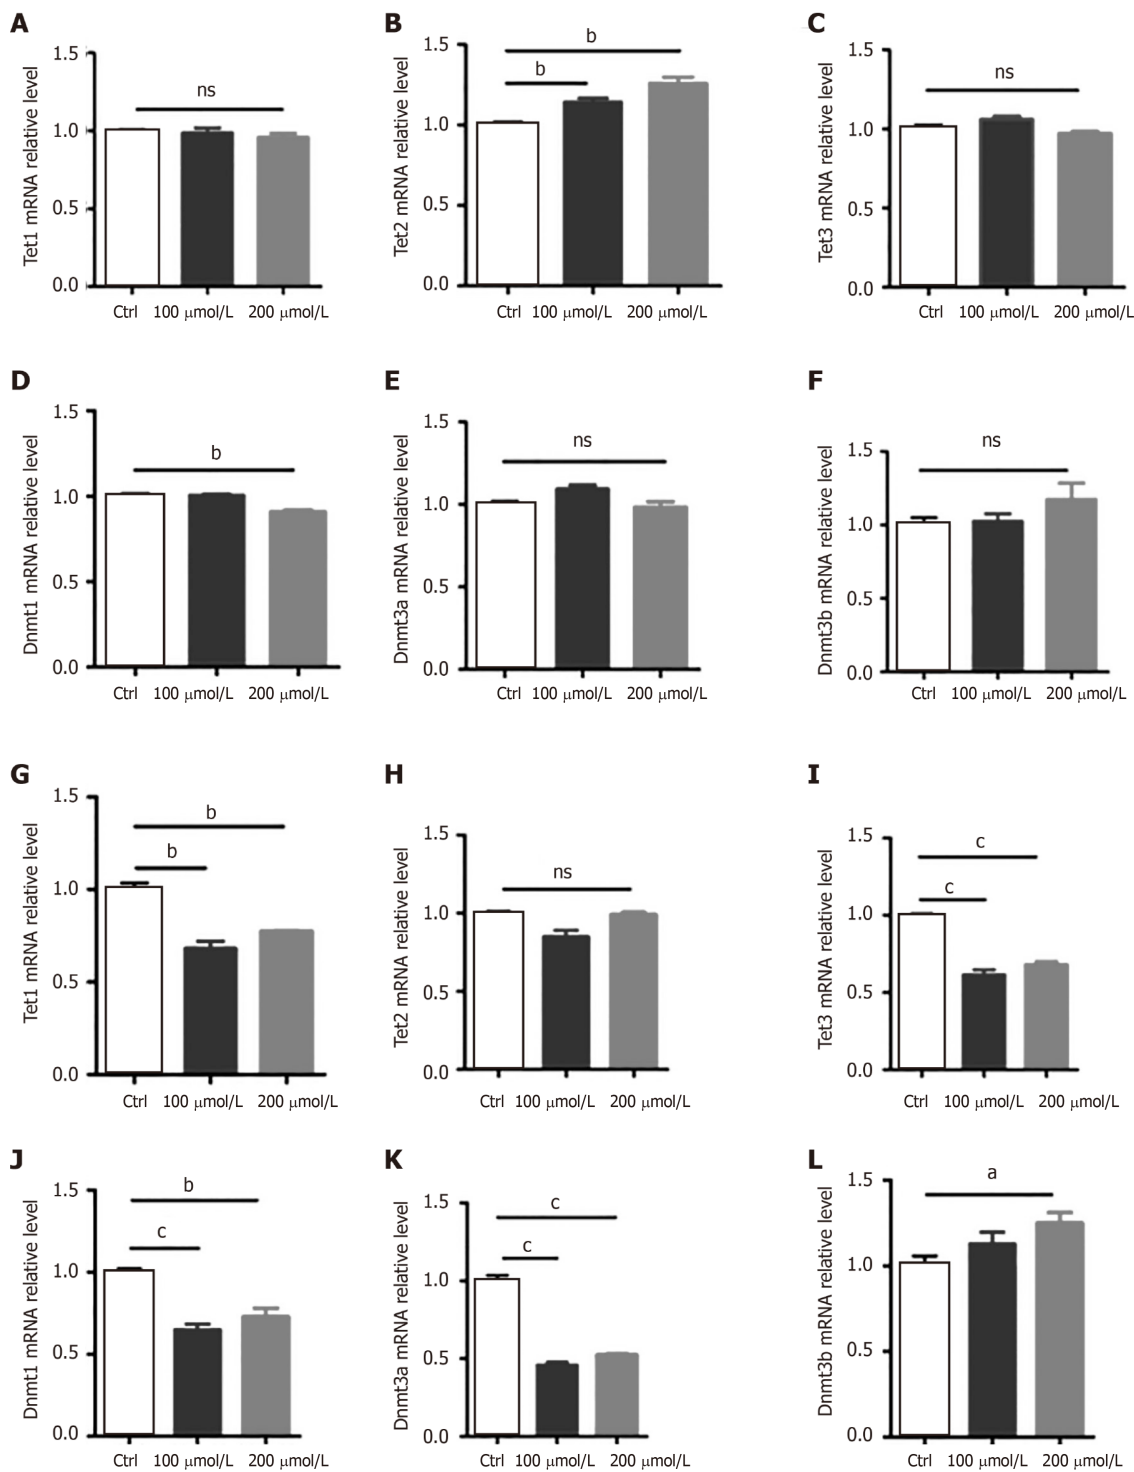 A
Tet1 mRNA relative level
1.5
1.0
0.5
0.0
ns
Ctrl 100 μmol/L 200 μmol/L
B
Tet2 mRNA relative level
1.5
1.0
0.5
0.0
b
b
Ctrl 100 μmol/L 200 μmol/L
C
Tet3 mRNA relative level
1.5
1.0
0.5
0.0
ns
Ctrl 100 μmol/L 200 μmol/L
D
Dnmt1 mRNA relative level
1.5
1.0
0.5
0.0
b
Ctrl 100 μmol/L 200 μmol/L
E
Dnmt3a mRNA relative level
1.5
1.0
0.5
0.0
ns
Ctrl 100 μmol/L 200 μmol/L
F
Dnmt3b mRNA relative level
1.5
1.0
0.5
0.0
ns
Ctrl 100 μmol/L 200 μmol/L
G
Tet1 mRNA relative level
1.5
1.0
0.5
0.0
b
b
Ctrl 100 μmol/L 200 μmol/L
H
Tet2 mRNA relative level
1.5
1.0
0.5
0.0
ns
Ctrl 100 μmol/L 200 μmol/L
I
Tet3 mRNA relative level
1.5
1.0
0.5
0.0
c
c
Ctrl 100 μmol/L 200 μmol/L
J
Dnmt1 mRNA relative level
1.5
1.0
0.5
0.0
b
c
Ctrl 100 μmol/L 200 μmol/L
K
Dnmt3a mRNA relative level
1.5
1.0
0.5
0.0
c
c
Ctrl 100 μmol/L 200 μmol/L
L
Dnmt3b mRNA relative level
1.5
1.0
0.5
0.0
a
Ctrl 100 μmol/L 200 μmol/L